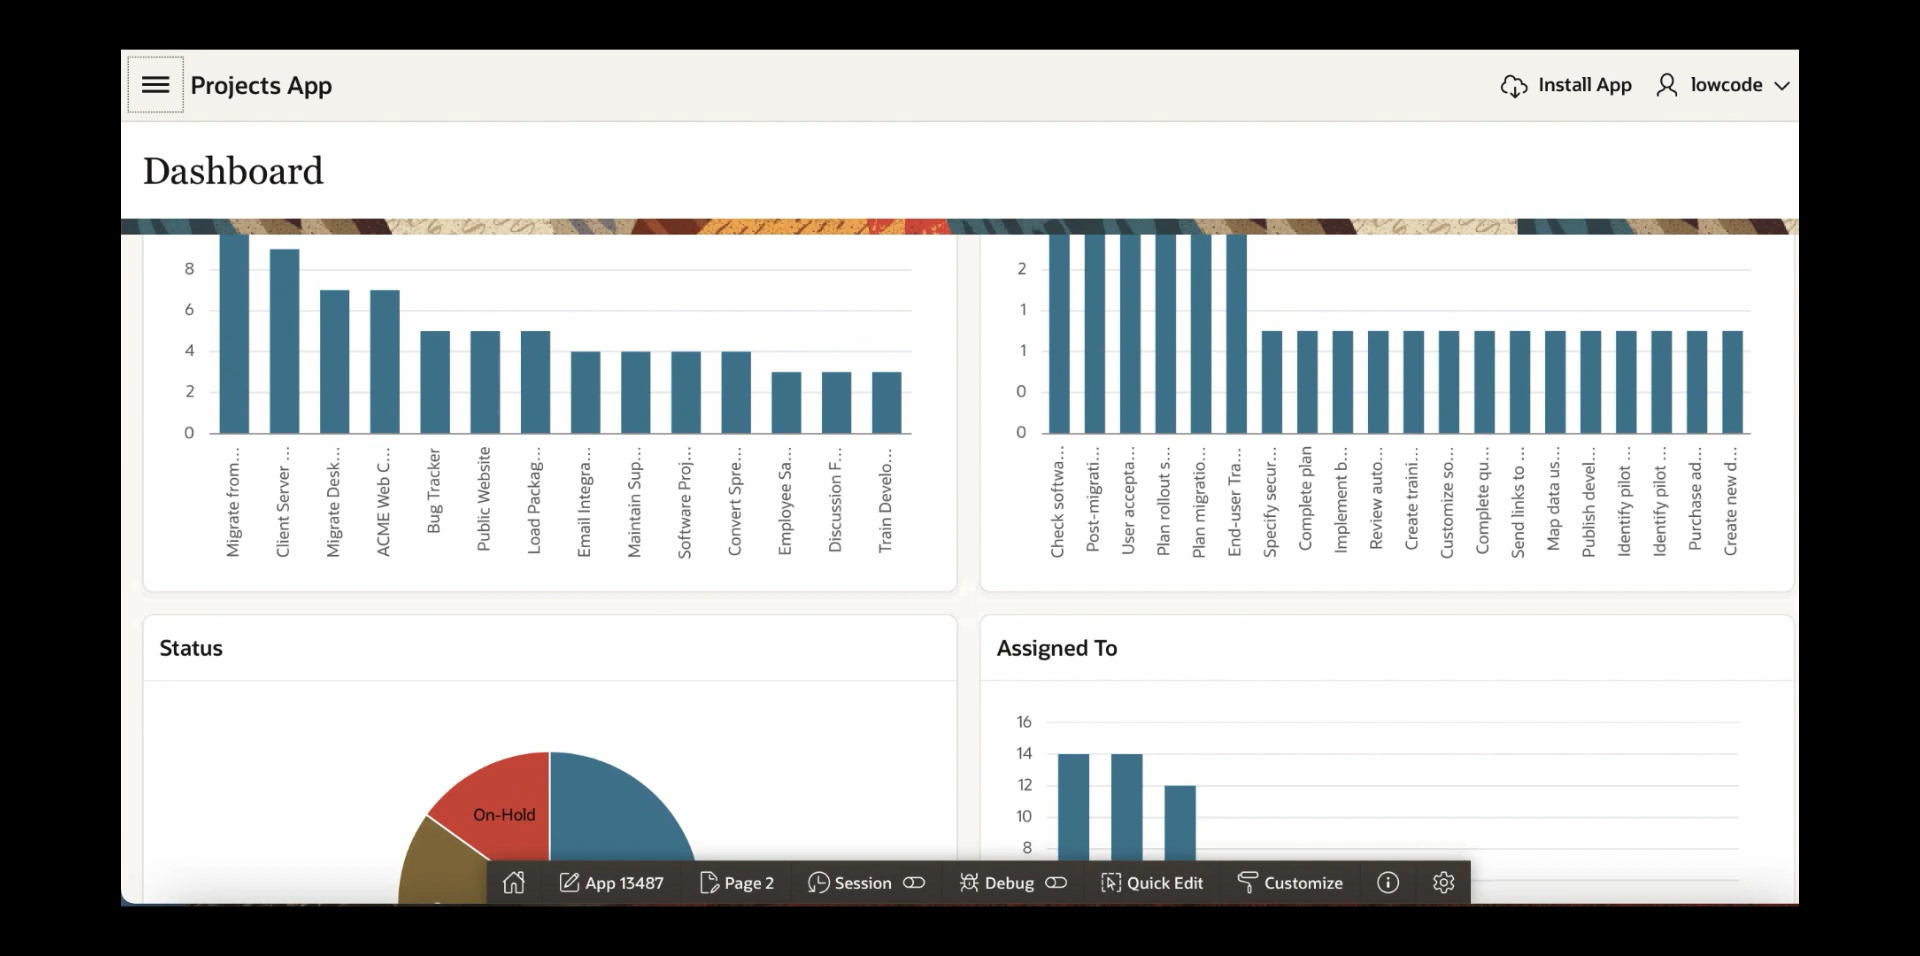 Projects App
Install App
lowcode
Dashboard
8
6
4
2
0
Migrate from...
Client Server ...
Migrate Desk...
ACME Web C...
Bug Tracker
Public Website
Load Packag...
Email Integra...
Maintain Sup...
Software Proj...
Convert Spre...
Employee Sa...
Discussion F...
Train Develo...
2
1
1
0
0
Check softwa...
Post-migrati...
User accepta...
Plan rollout s...
Plan migratio...
End-user Tra...
Specify secur...
Complete plan
Implement b...
Review auto...
Create traini...
Customize so...
Complete qu...
Send links to ...
Map data us...
Publish devel...
Identify pilot ...
Identify pilot ...
Purchase ad...
Create new d...
Status
On-Hold
Assigned To
16
14
12
10
8
App 13487
Page 2
Session
Debug
Quick Edit
Customize